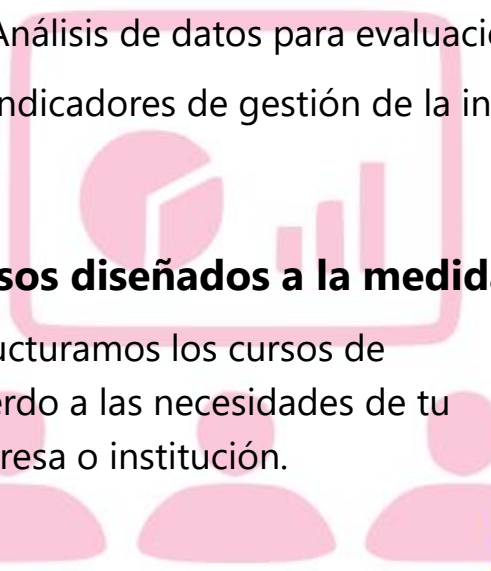 Análisis de datos para evaluació
ndicadores de gestión de la in
sos diseñados a la medida
ucturamos los cursos de
erdo a las necesidades de tu
resa o institución.